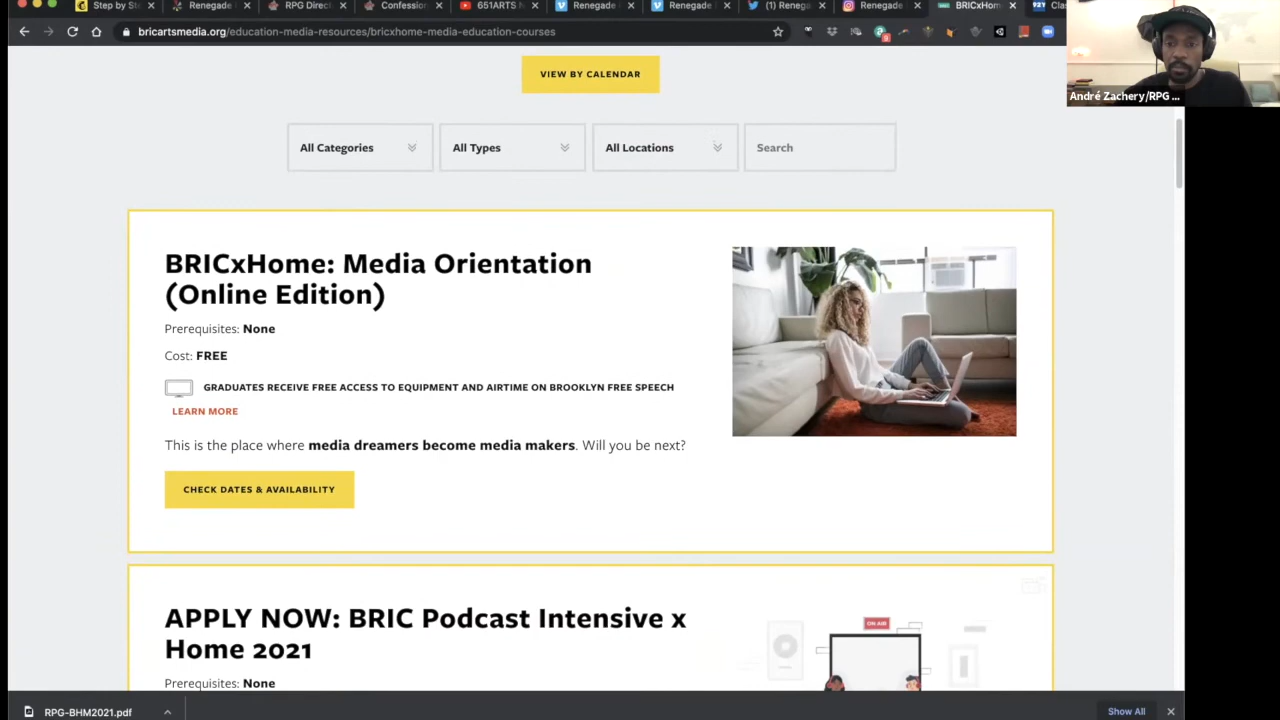 Step by St
Renegade
RPG Direc
Confession
651ARTS
Renegade
Renegade
(1) Renega
Renegade
BRICxHom
92Y
Cla
bricartsmedia.org/education-media-resources/bricxhome-media-education-courses
André Zachery/RPG ...
VIEW BY CALENDAR
All Categories
All Types
All Locations
Search
BRICxHome: Media Orientation
(Online Edition)
Prerequisites: None
Cost: FREE
GRADUATES RECEIVE FREE ACCESS TO EQUIPMENT AND AIRTIME ON BROOKLYN FREE SPEECH
LEARN MORE
This is the place where media dreamers become media makers. Will you be next?
CHECK DATES & AVAILABILITY
APPLY NOW: BRIC Podcast Intensive x
Home 2021
ON AIR
Prerequisites: None
RPG-BHM2021.pdf
Show All